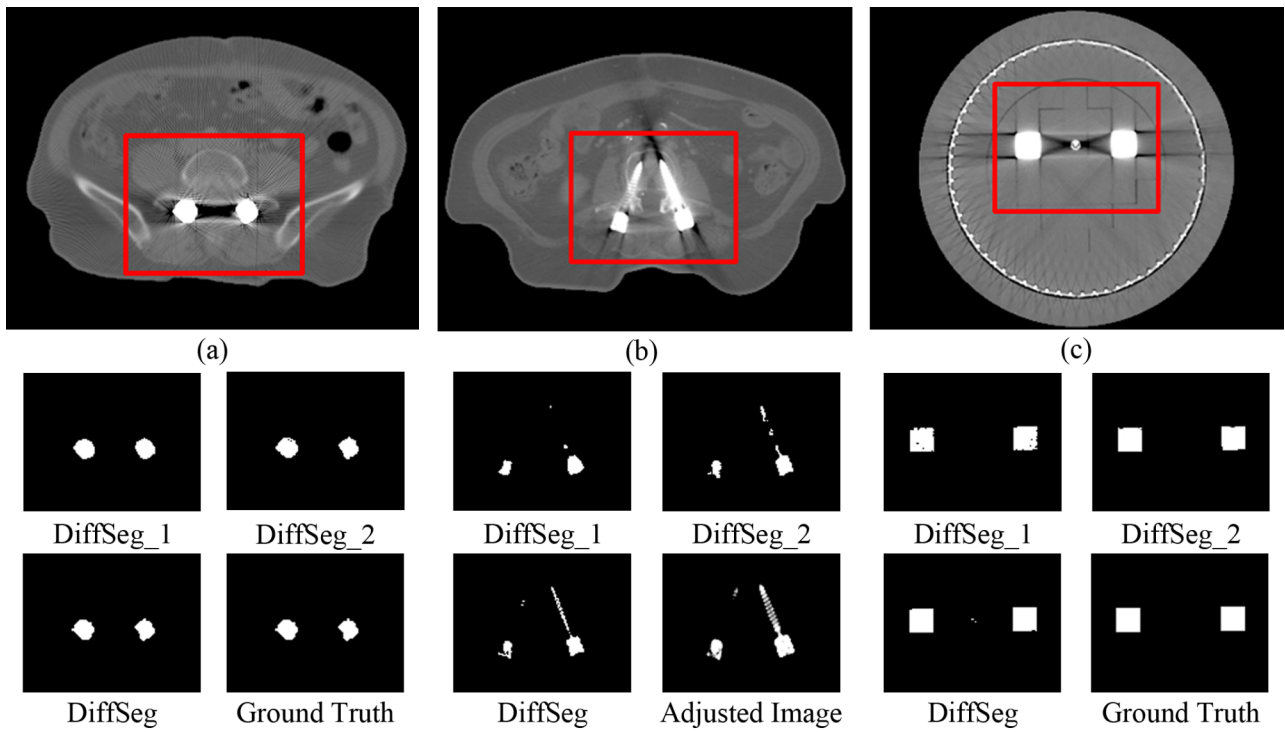 (a)
(b)
(c)
DiffSeg_1
DiffSeg_2
DiffSeg_1
DiffSeg_2
DiffSeg_1
DiffSeg_2
DiffSeg
Ground Truth
DiffSeg
Adjusted Image
DiffSeg
Ground Truth